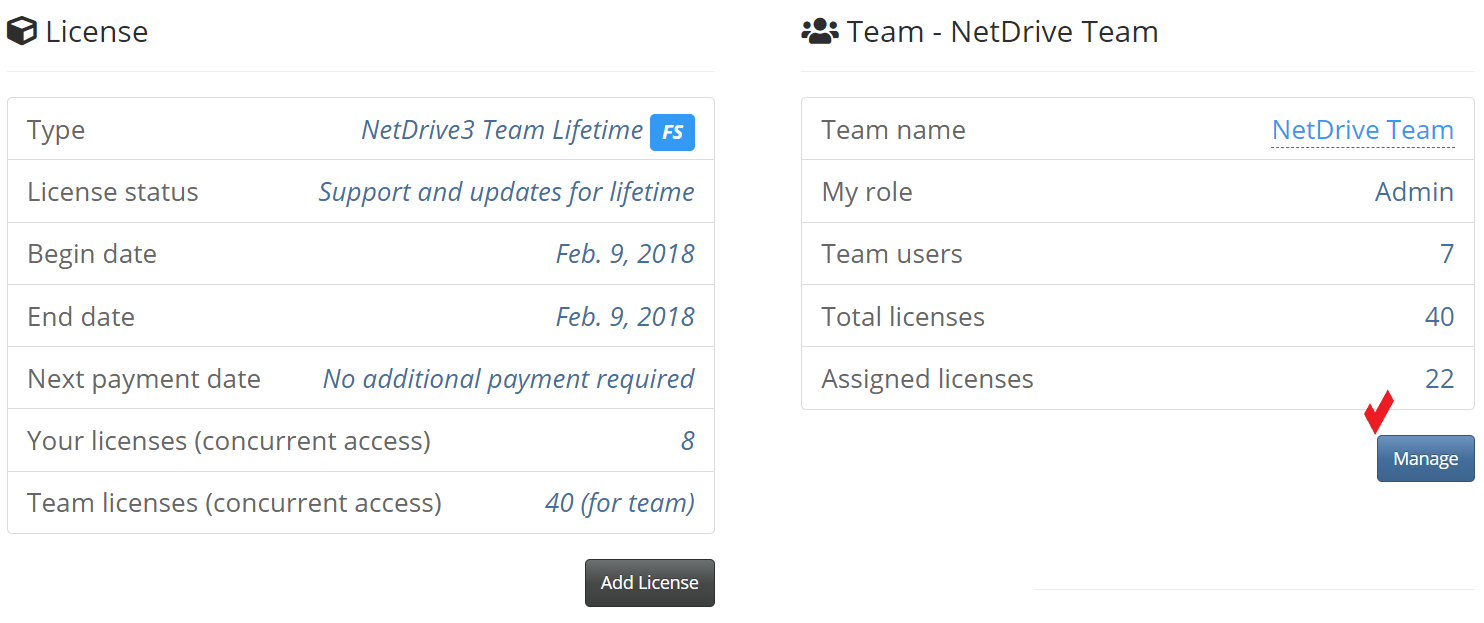 License
Type NetDrive3 Team Lifetime FS
License status Support and updates for lifetime
Begin date Feb. 9, 2018
End date Feb. 9, 2018
Next payment date No additional payment required
Your licenses (concurrent access) 8
Team licenses (concurrent access) 40 (for team)
Add License
Team - NetDrive Team
Team name NetDrive Team
My role Admin
Team users 7
Total licenses 40
Assigned licenses 22
Manage